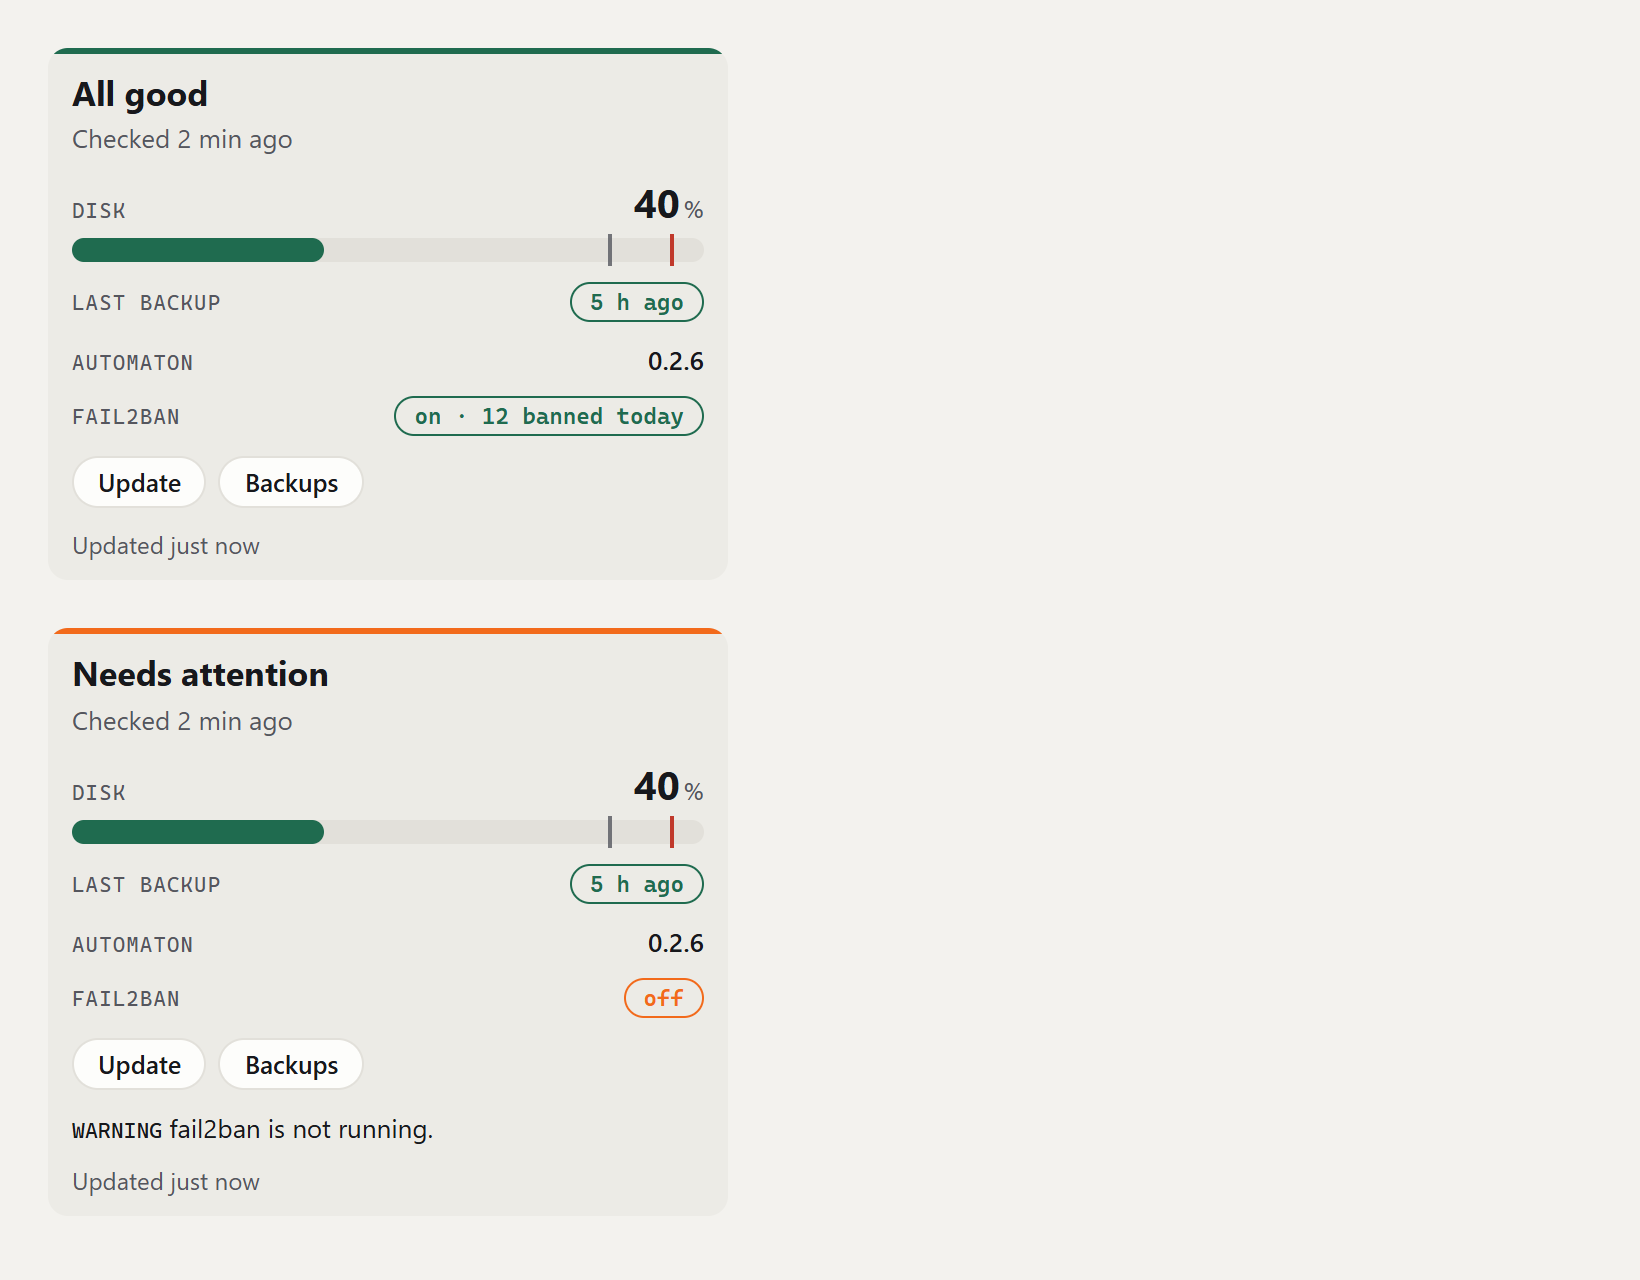 All good
Checked 2 min ago
DISK 40 %
LAST BACKUP 5 h ago
AUTOMATON 0.2.6
FAIL2BAN on · 12 banned today
Update Backups
Updated just now
Needs attention
Checked 2 min ago
DISK 40 %
LAST BACKUP 5 h ago
AUTOMATON 0.2.6
FAIL2BAN off
Update Backups
WARNING fail2ban is not running.
Updated just now